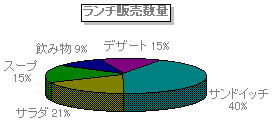 ランチ販売数量
飲み物 9%
デザート 15%
スープ
15%
サンドイッチ
40%
サラダ 21%